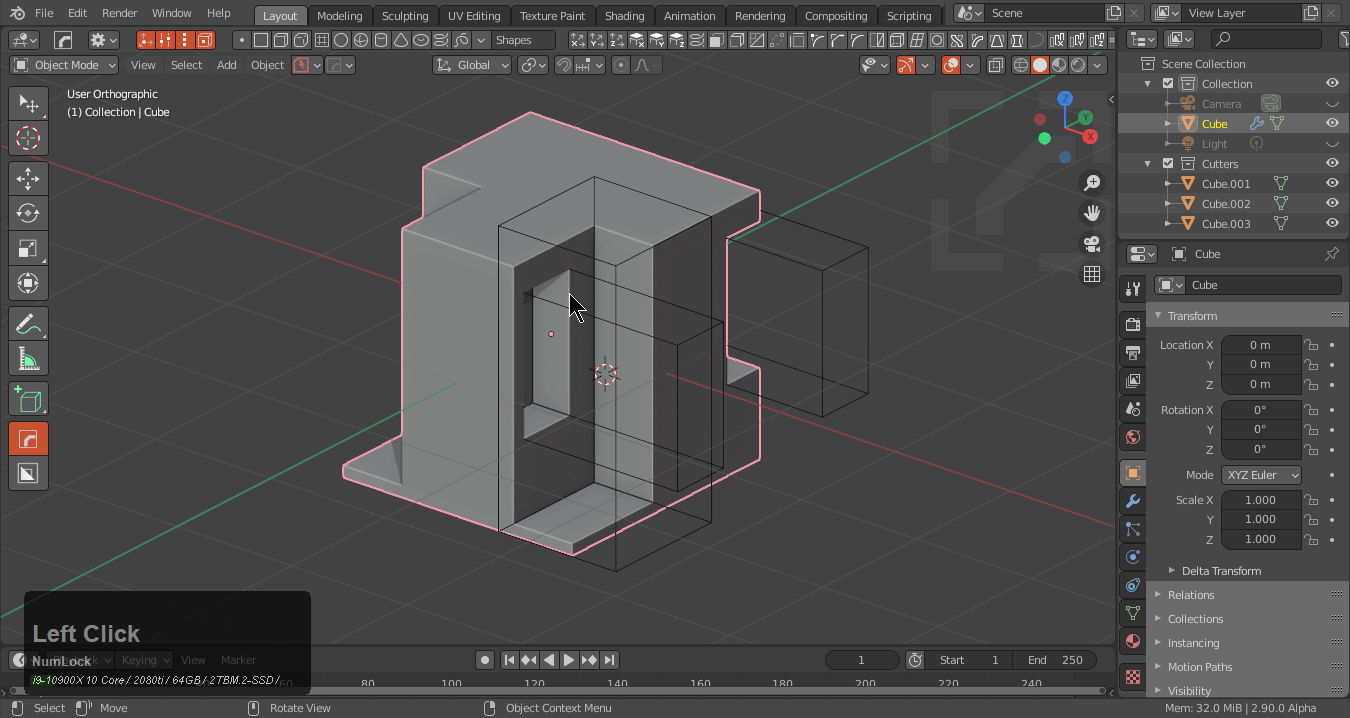 File Edit Render Window Help Layout Modeling Sculpting UV Editing Texture Paint Shading Animation Rendering Compositing Scripting Scene View Layer
Shapes
Object Mode View Select Add Object Global
User Orthographic
(1) Collection | Cube
Z
Y
X
Scene Collection
Collection
Camera
Cube
Light
Cutters
Cube.001
Cube.002
Cube.003
Cube
Cube
Transform
Location X 0 m
Y 0 m
Z 0 m
Rotation X 0°
Y 0°
Z 0°
Mode XYZ Euler
Scale X 1.000
Y 1.000
Z 1.000
Delta Transform
Relations
Collections
Instancing
Motion Paths
Visibility
Left Click
NumLock
i9-10900X 10 Core / 2080ti / 64GB / 2TBM.2-SSD /
Keying View Marker 1 Start 1 End 250
60 80 100 120 140 160 180 200 220 240
Select Move Rotate View Object Context Menu Mem: 32.0 MiB | 2.90.0 Alpha